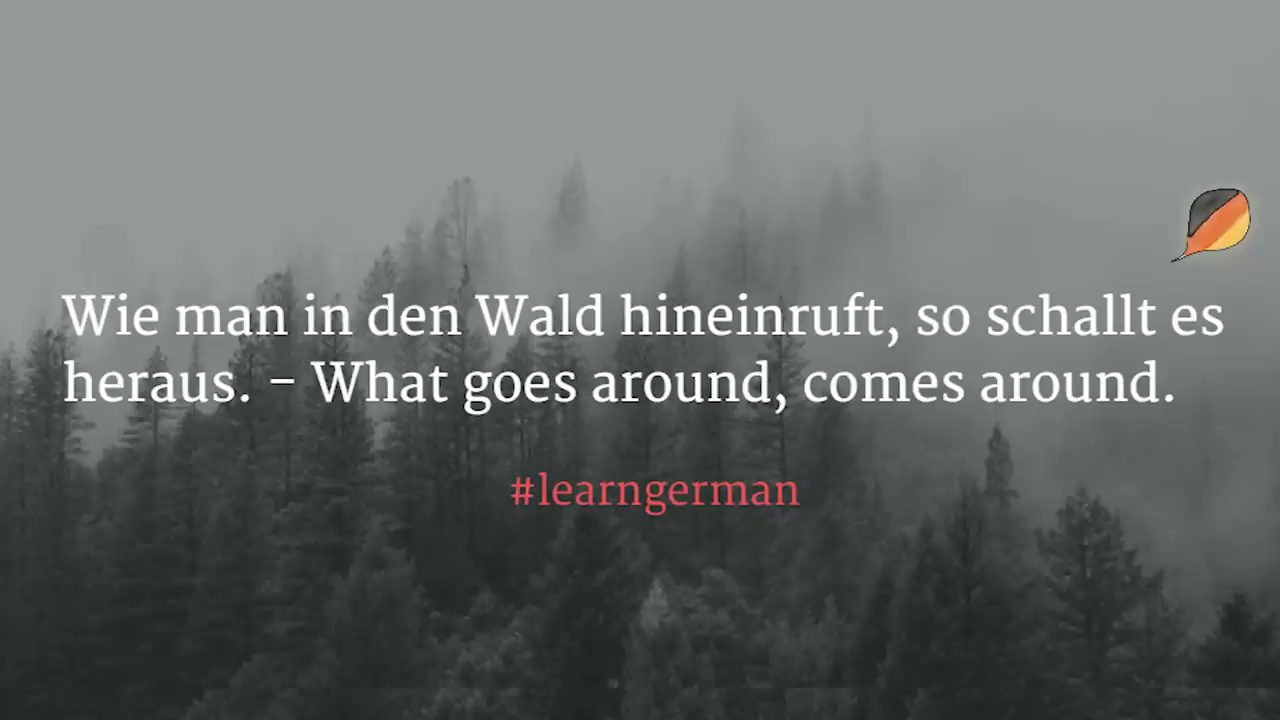 Wie man in den Wald hineinruft, so schallt es
heraus. – What goes around, comes around.
#learngerman